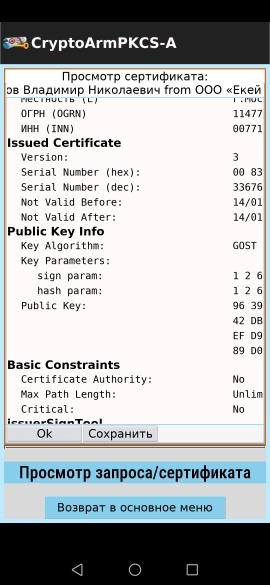 CryptoArmPKCS-A
Просмотр сертификата:
ов Владимир Николаевич from ООО «Екей
Местность (L) г.Мос
ОГРН (OGRN) 11477
ИНН (INN) 00771
Issued Certificate
Version: 3
Serial Number (hex): 00 83
Serial Number (dec): 33676
Not Valid Before: 14/01
Not Valid After: 14/01
Public Key Info
Key Algorithm: GOST
Key Parameters:
sign param: 1 2 6
hash param: 1 2 6
Public Key: 96 39
42 DB
EF D9
89 D0
Basic Constraints
Certificate Authority: No
Max Path Length: Unlim
Critical: No
issuerSignTool
Ok Сохранить
Просмотр запроса/сертификата
Возврат в основное меню